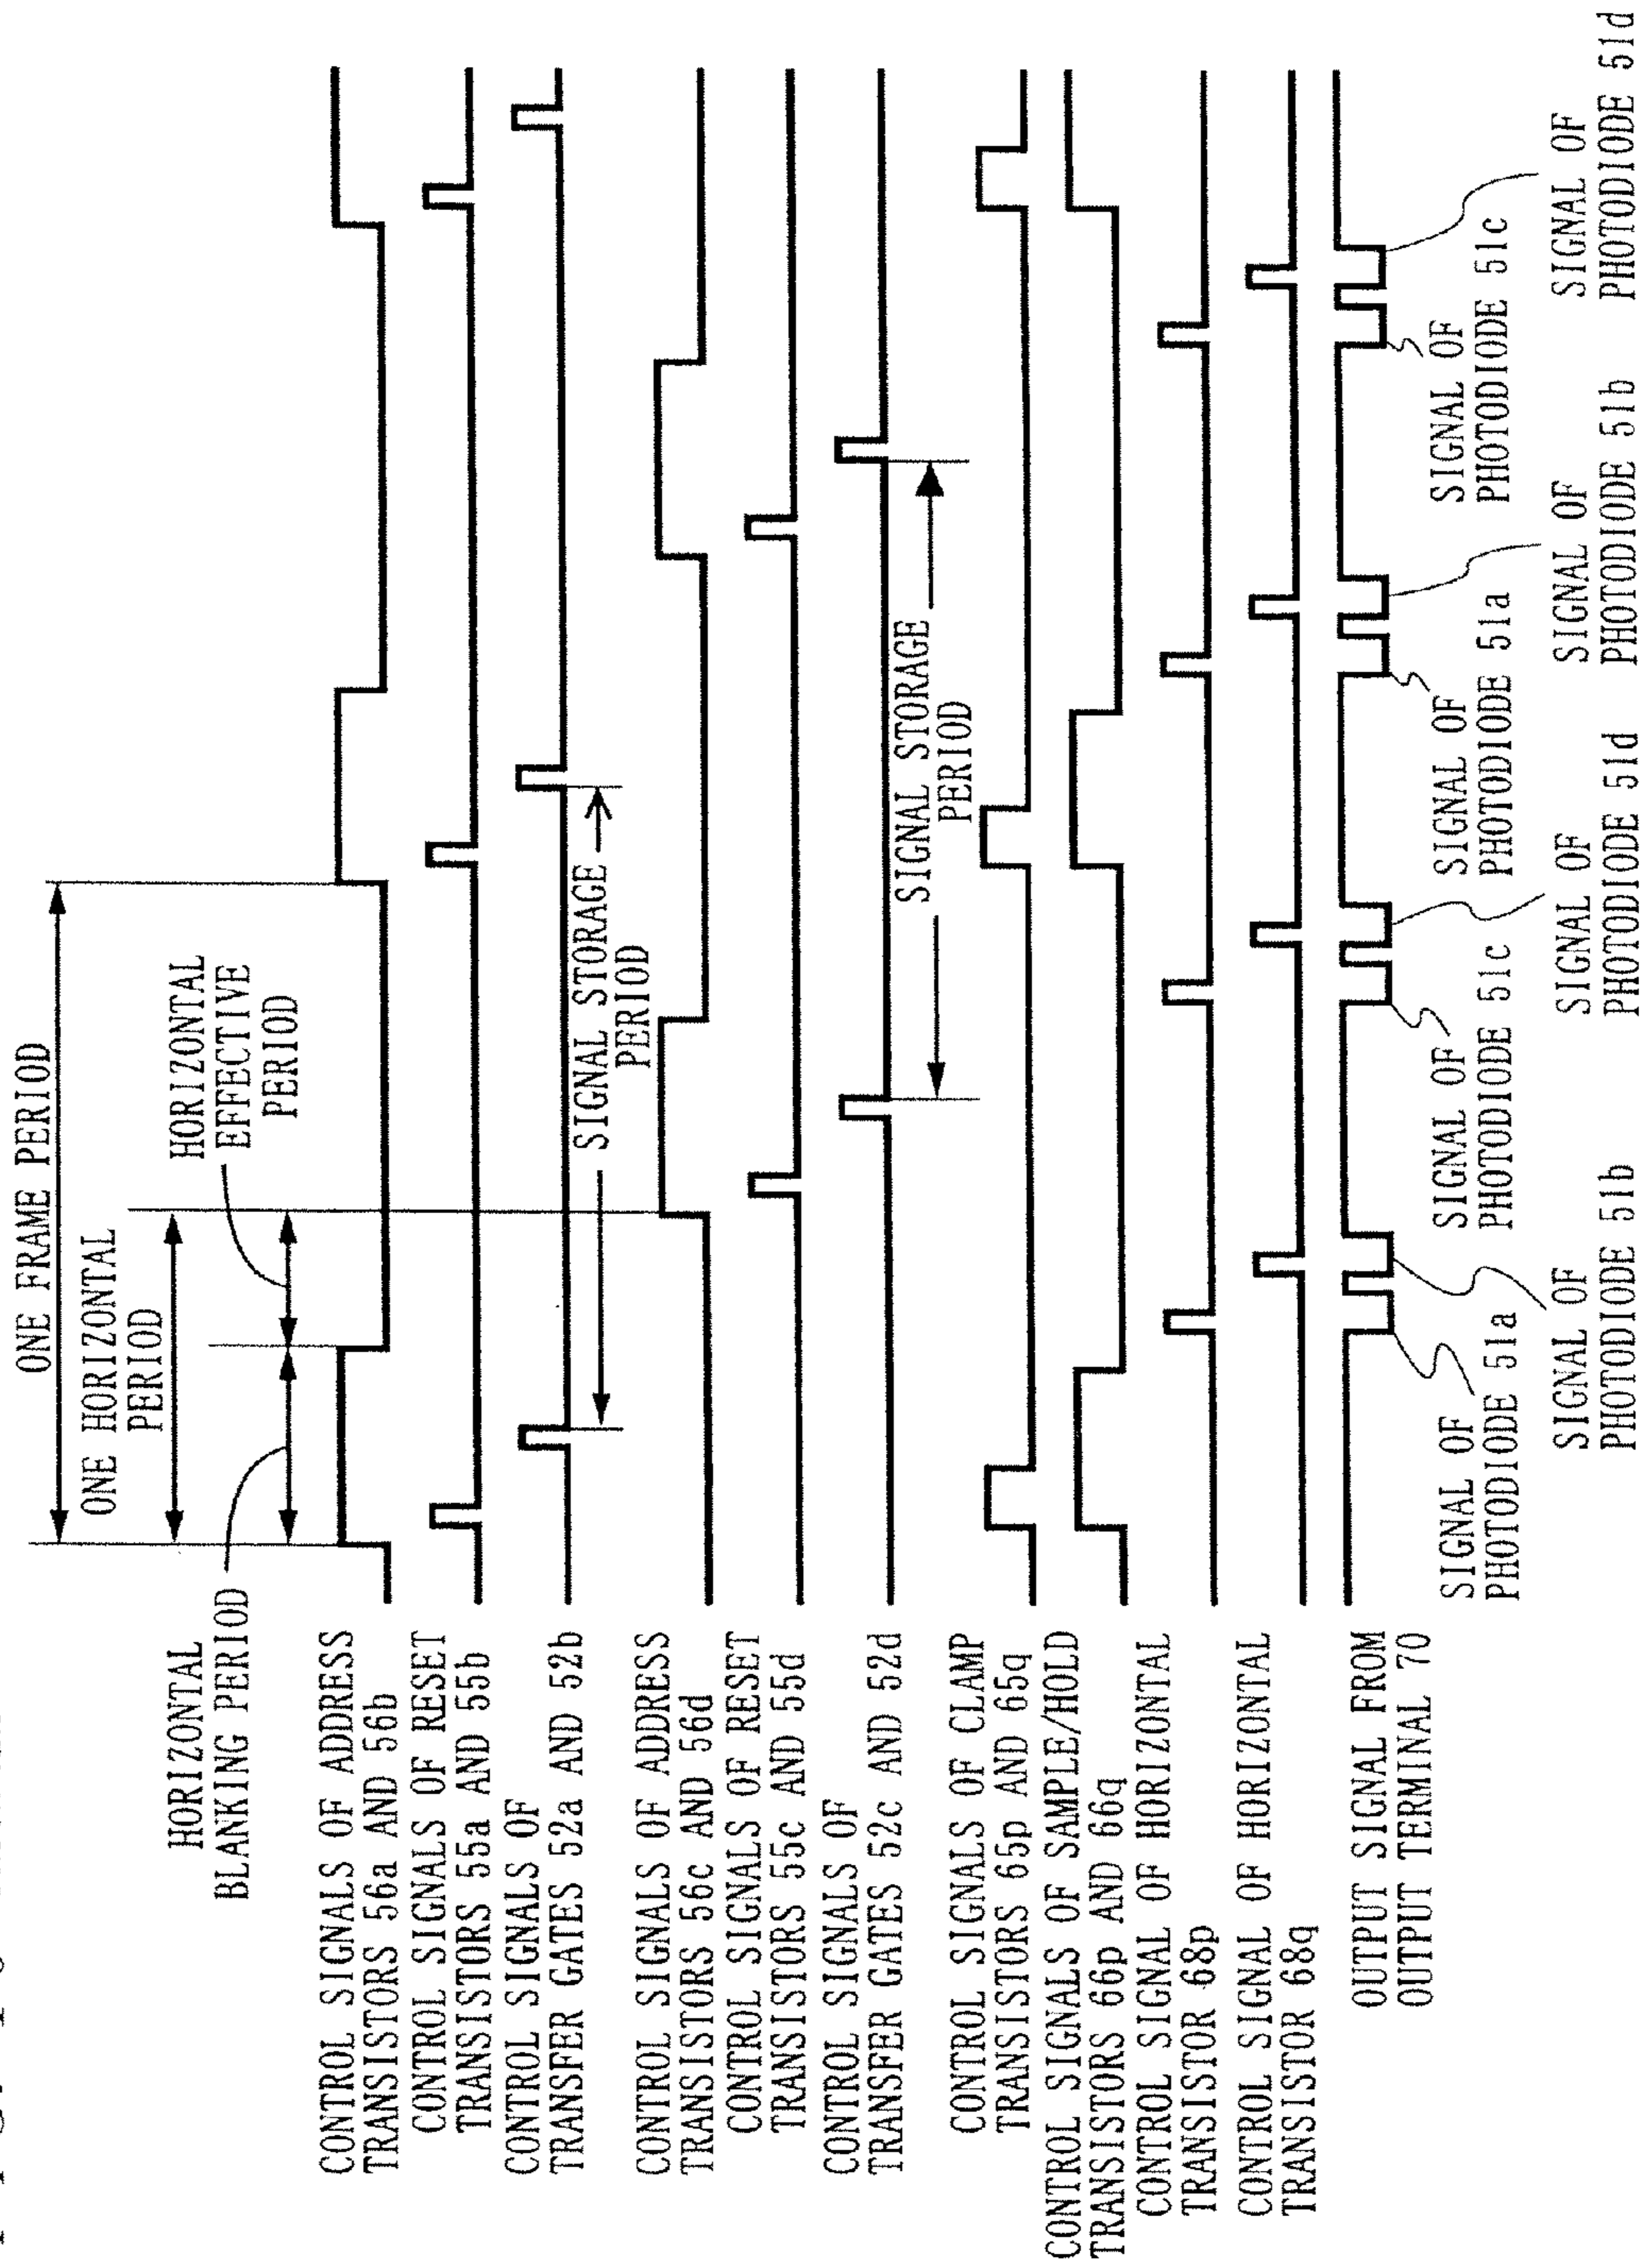 ONE FRAME PERIOD
ONE HORIZONTAL
PERIOD
HORIZONTAL
EFFECTIVE
PERIOD
HORIZONTAL
BLANKING PERIOD
CONTROL SIGNALS OF ADDRESS
TRANSISTORS 56a AND 56b
CONTROL SIGNALS OF RESET
TRANSISTORS 55a AND 55b
CONTROL SIGNALS OF
TRANSFER GATES 52a AND 52b
SIGNAL STORAGE
PERIOD
CONTROL SIGNALS OF ADDRESS
TRANSISTORS 56c AND 56d
CONTROL SIGNALS OF RESET
TRANSISTORS 55c AND 55d
CONTROL SIGNALS OF
TRANSFER GATES 52c AND 52d
SIGNAL STORAGE
PERIOD
CONTROL SIGNALS OF CLAMP
TRANSISTORS 65p AND 65q
CONTROL SIGNALS OF SAMPLE/HOLD
TRANSISTORS 66p AND 66q
CONTROL SIGNAL OF HORIZONTAL
TRANSISTOR 68p
CONTROL SIGNAL OF HORIZONTAL
TRANSISTOR 68q
OUTPUT SIGNAL FROM
OUTPUT TERMINAL 70
SIGNAL OF
PHOTODIODE 51a
SIGNAL OF
PHOTODIODE 51b
SIGNAL OF
PHOTODIODE 51c
SIGNAL OF
PHOTODIODE 51d
SIGNAL OF
PHOTODIODE 51a
SIGNAL OF
PHOTODIODE 51b
SIGNAL OF
PHOTODIODE 51c
SIGNAL OF
PHOTODIODE 51d